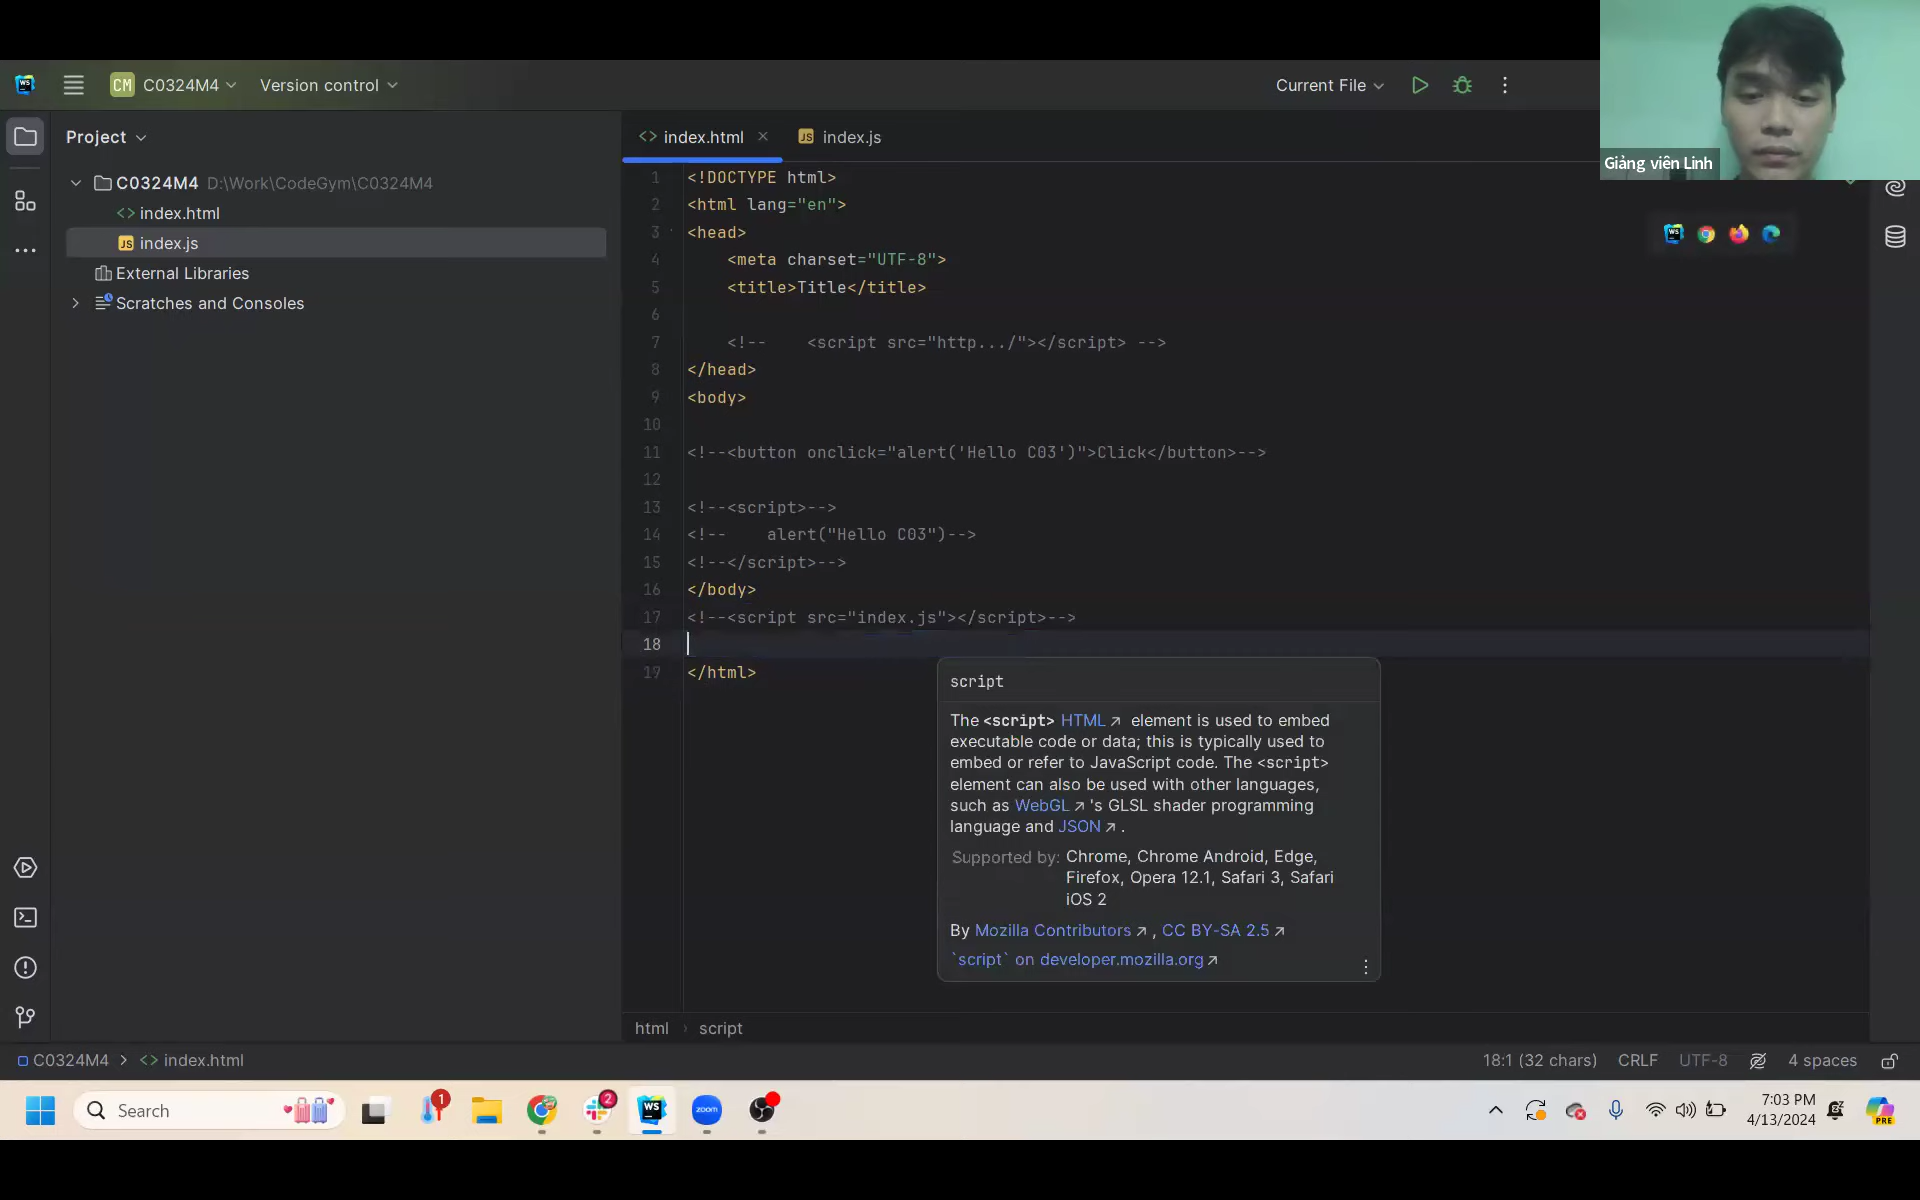 CM C0324M4
Version control
Current File
Giảng viên Linh
Project
C0324M4 D:\Work\CodeGym\C0324M4
index.html
JS index.js
External Libraries
Scratches and Consoles
<> index.html
JS index.js
1 <!DOCTYPE html>
2 <html lang="en">
3 <head>
4 <meta charset="UTF-8">
5 <title>Title</title>
6
7 <!--    <script src="http.../"></script> -->
8 </head>
9 <body>
10
11 <!--<button onclick="alert('Hello C03')">Click</button>-->
12
13 <!--<script>-->
14 <!--    alert("Hello C03")-->
15 <!--</script>-->
16 </body>
17 <!--<script src="index.js"></script>-->
18
19 </html>
script
The <script> HTML ↗ element is used to embed
executable code or data; this is typically used to
embed or refer to JavaScript code. The <script>
element can also be used with other languages,
such as WebGL ↗ 's GLSL shader programming
language and JSON ↗ .
Supported by: Chrome, Chrome Android, Edge,
Firefox, Opera 12.1, Safari 3, Safari
iOS 2
By Mozilla Contributors ↗ , CC BY-SA 2.5 ↗
`script` on developer.mozilla.org ↗
html › script
C0324M4 > <> index.html
18:1 (32 chars) CRLF UTF-8 4 spaces
Search
1
2
WS
zoom
7:03 PM
4/13/2024
PRE